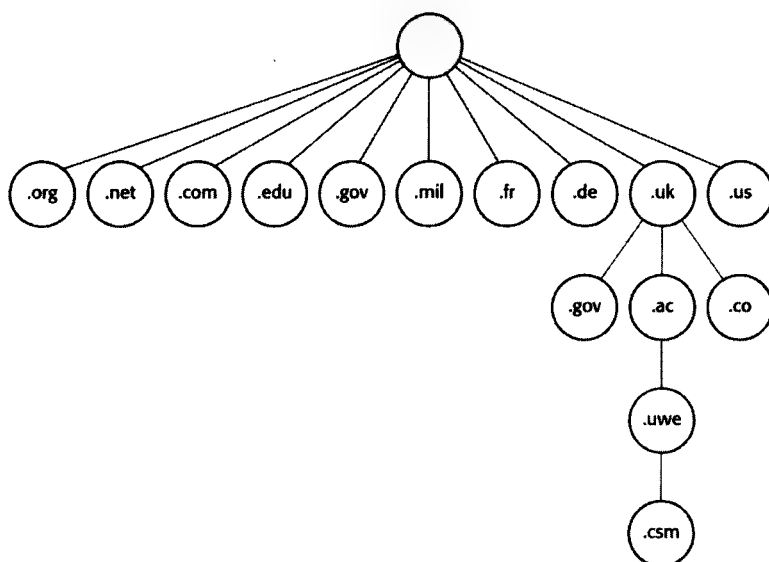 .org .net .com .edu .gov .mil .fr .de .uk .us
.gov .ac .co
.uwe
.csm